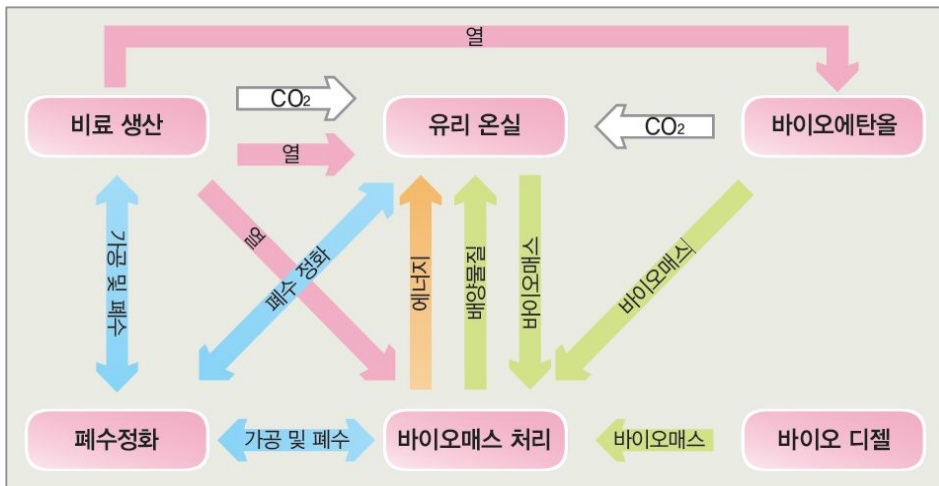 열
비료 생산
CO₂
유리 온실
CO₂
바이오에탄올
열
가공 및 폐수
열
폐수 정화
에너지
배양물질
바이오매스
바이오매스
폐수정화
가공 및 폐수
바이오매스 처리
바이오매스
바이오 디젤